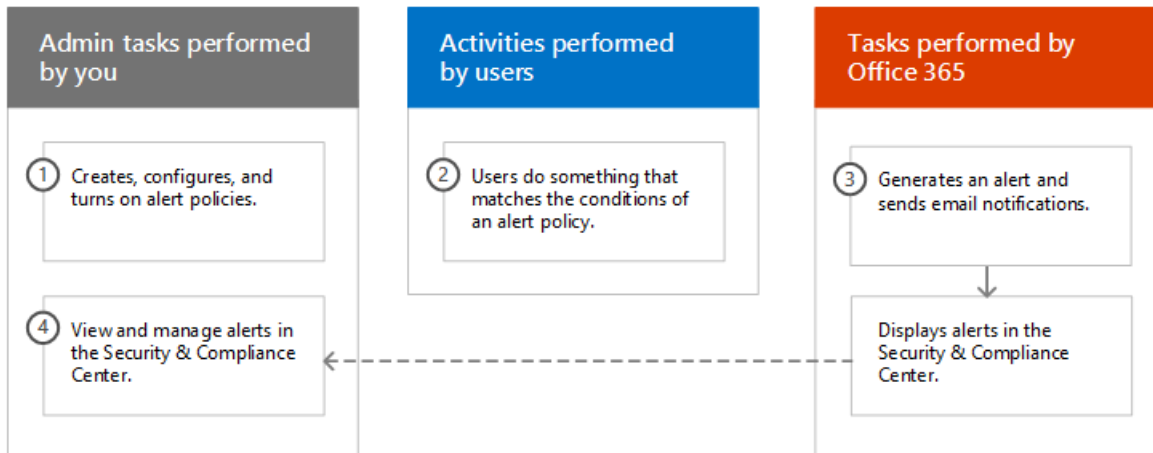 Admin tasks performed
by you
1
Creates, configures, and
turns on alert policies.
4
View and manage alerts in
the Security & Compliance
Center.
Activities performed
by users
2
Users do something that
matches the conditions of
an alert policy.
Tasks performed by
Office 365
3
Generates an alert and
sends email notifications.
Displays alerts in the
Security & Compliance
Center.